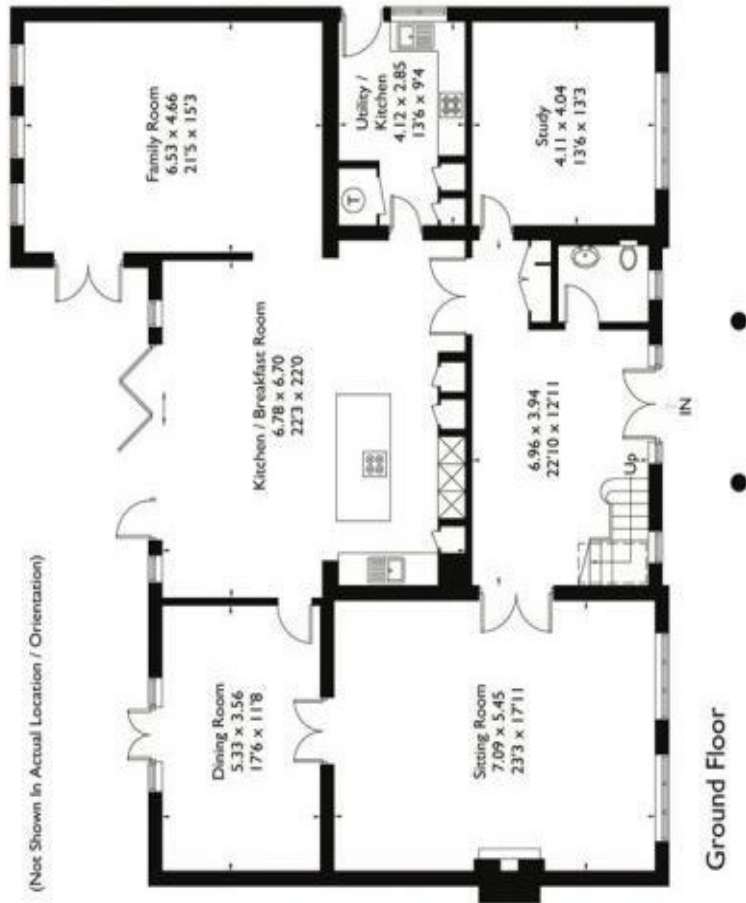 (Not Shown In Actual Location / Orientation)
Family Room
6.53 x 4.66
21'5 x 15'3
Utility /
Kitchen
4.12 x 2.85
13'6 x 9'4
T
Study
4.11 x 4.04
13'6 x 13'3
Kitchen / Breakfast Room
6.78 x 6.70
22'3 x 22'0
6.96 x 3.94
22'10 x 12'11
Up
IN
Dining Room
5.33 x 3.56
17'6 x 11'8
Sitting Room
7.09 x 5.45
23'3 x 17'11
Ground Floor